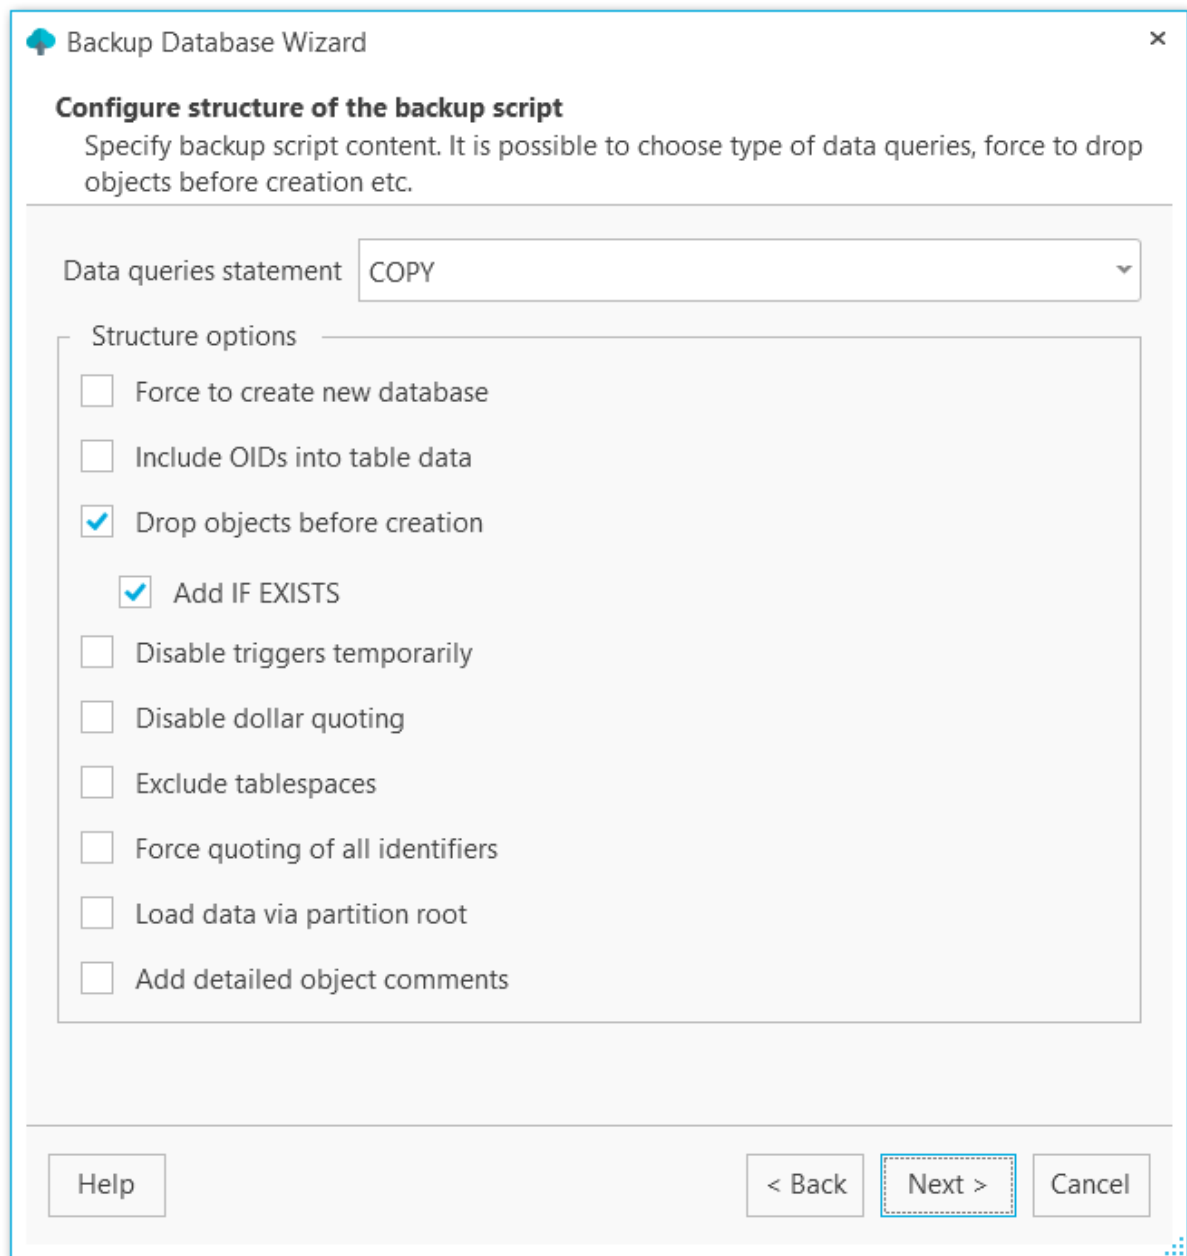 Backup Database Wizard
Configure structure of the backup script
Specify backup script content. It is possible to choose type of data queries, force to drop
objects before creation etc.
Data queries statement COPY
Structure options
Force to create new database
Include OIDs into table data
Drop objects before creation
Add IF EXISTS
Disable triggers temporarily
Disable dollar quoting
Exclude tablespaces
Force quoting of all identifiers
Load data via partition root
Add detailed object comments
Help < Back Next > Cancel